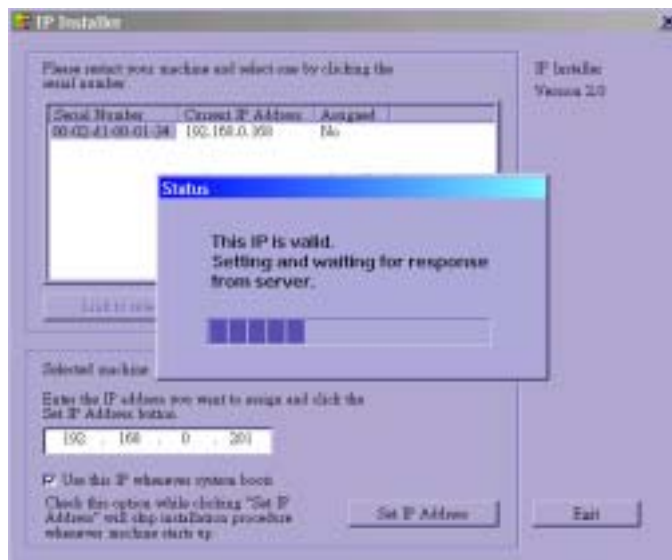 IP Installer
Please restart your machine and select one by clicking the
serial number
IP Installer
Version 2.0
Serial Number Current IP Address Assigned
00-02-d1-00-01-34 192.168.0.168 No
Status
This IP is valid.
Setting and waiting for response
from server.
Link to
Selected machine
Enter the IP address you want to assign and click the
Set IP Address button
192 . 168 . 0 . 201
Use this IP whenever system boots
Check this option while clicking "Set IP
Address" will skip installation procedure
whenever machine starts up
Set IP Address
Exit